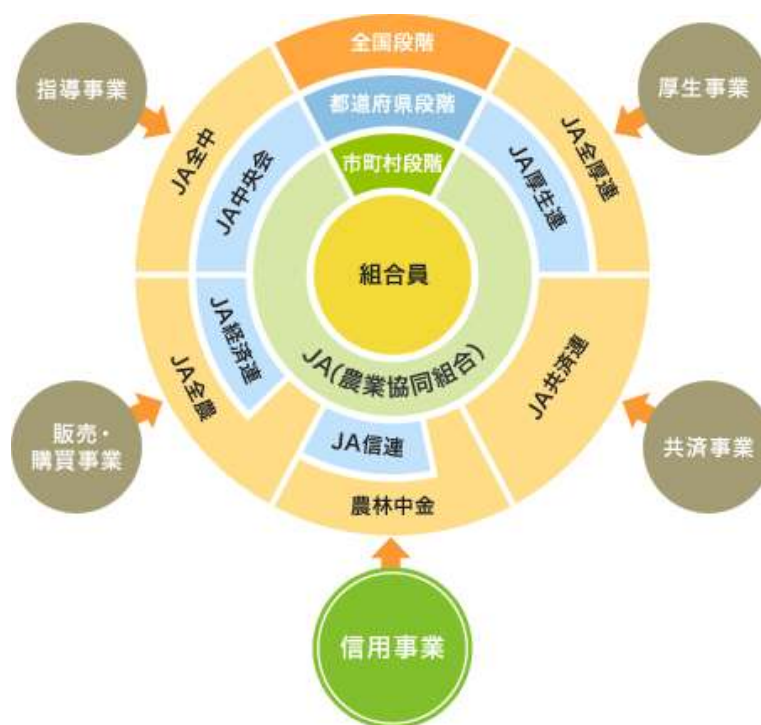 全国段階
都道府県段階
市町村段階
組合員
JA(農業協同組合)
指導事業
JA全中
JA中央会
厚生事業
JA全厚連
JA厚生連
販売・
購買事業
JA全農
JA経済連
共済事業
JA共済連
JA信連
農林中金
信用事業